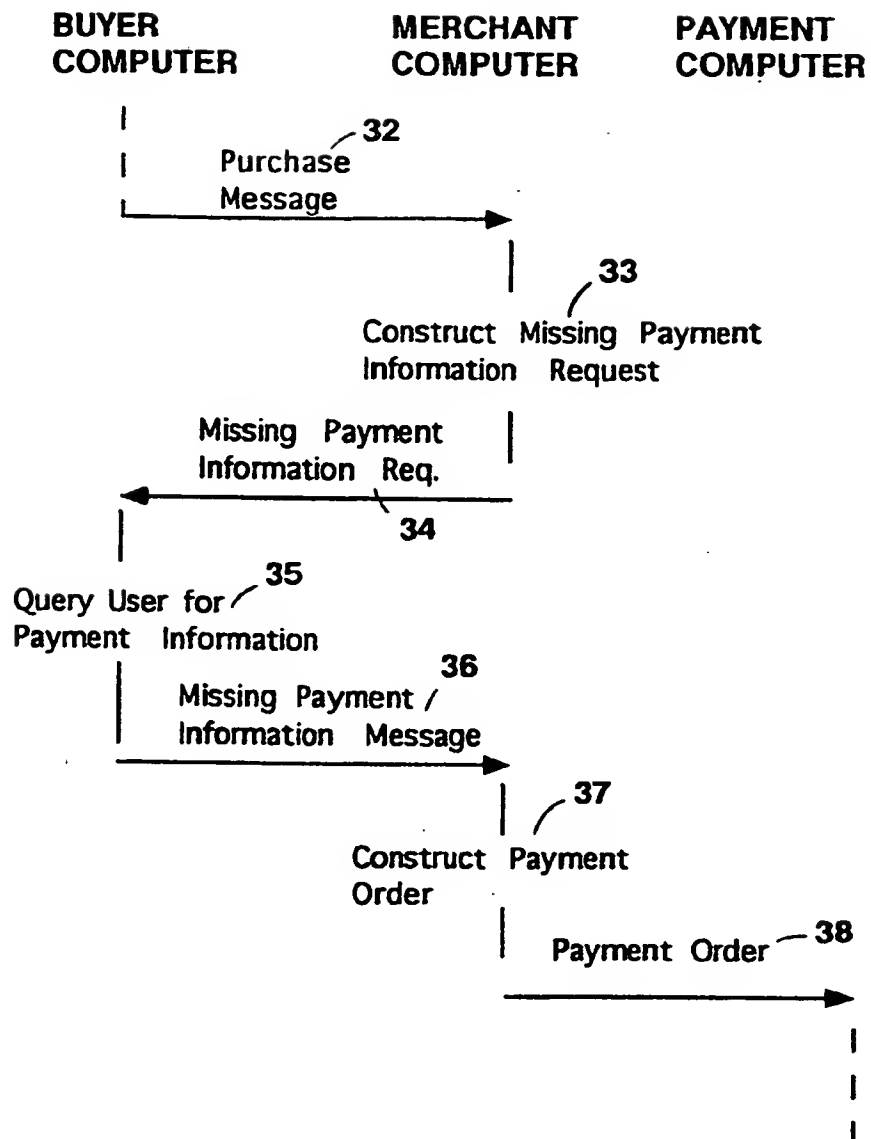 BUYER COMPUTER
MERCHANT COMPUTER
PAYMENT COMPUTER
32
Purchase
Message
33
Construct Missing Payment
Information Request
Missing Payment
Information Req.
34
35
Query User for
Payment Information
36
Missing Payment
Information Message
37
Construct Payment
Order
38
Payment Order